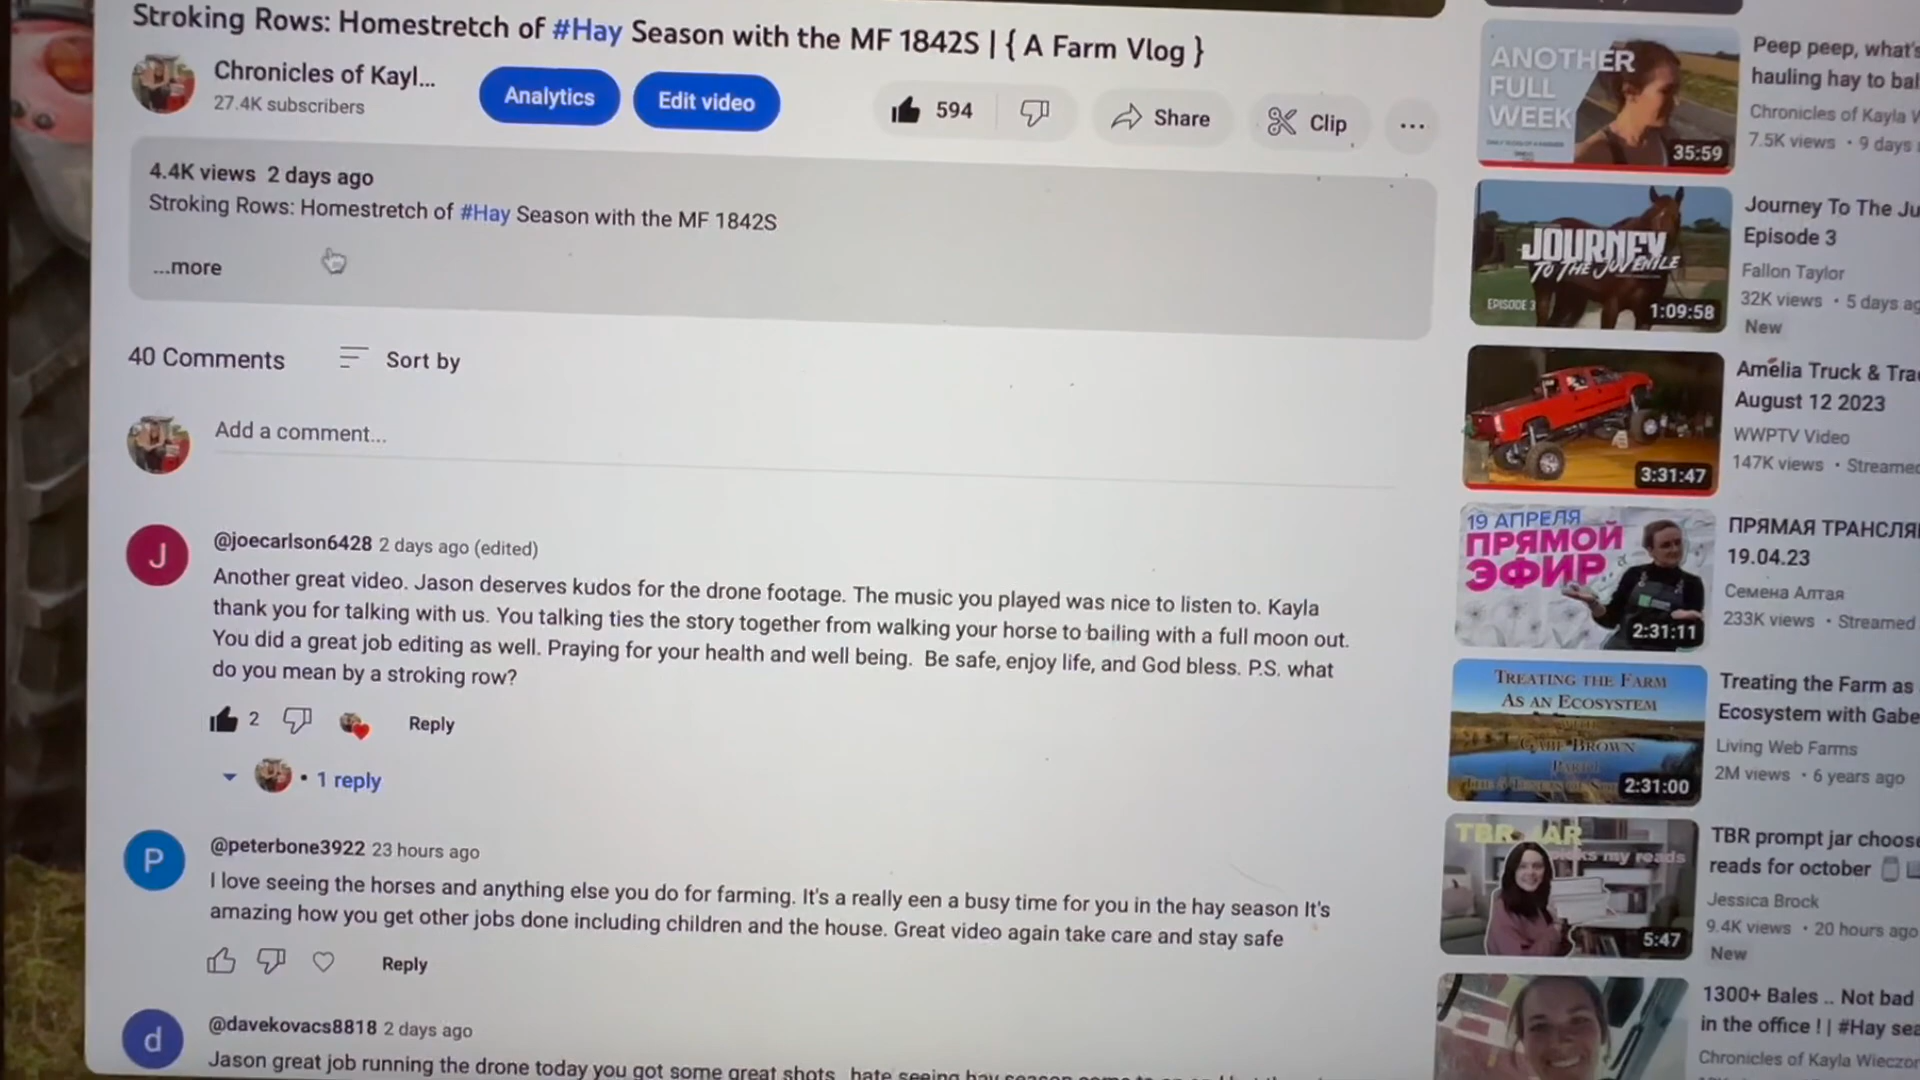 Stroking Rows: Homestretch of #Hay Season with the MF 1842S | { A Farm Vlog }
Chronicles of Kayl...
27.4K subscribers
Analytics
Edit video
594
Share
Clip
...
4.4K views 2 days ago
Stroking Rows: Homestretch of #Hay Season with the MF 1842S
...more
40 Comments
Sort by
Add a comment...
J
@joecarlson6428 2 days ago (edited)
Another great video. Jason deserves kudos for the drone footage. The music you played was nice to listen to. Kayla
thank you for talking with us. You talking ties the story together from walking your horse to bailing with a full moon out.
You did a great job editing as well. Praying for your health and well being. Be safe, enjoy life, and God bless. P.S. what
do you mean by a stroking row?
2
Reply
• 1 reply
P
@peterbone3922 23 hours ago
I love seeing the horses and anything else you do for farming. It's a really een a busy time for you in the hay season It's
amazing how you get other jobs done including children and the house. Great video again take care and stay safe
Reply
d
@davekovacs8818 2 days ago
Jason great job running the drone today you got some great shots
ANOTHER
FULL
WEEK
35:59
Peep peep, what's
hauling hay to bal
Chronicles of Kayla
7.5K views • 9 days
JOURNEY
TO THE JUVENILE
EPISODE 3
1:09:58
Journey To The Ju
Episode 3
Fallon Taylor
32K views • 5 days ag
New
3:31:47
Amelia Truck & Tra
August 12 2023
WWPTV Video
147K views • Streamed
19 АПРЕЛЯ
ПРЯМОЙ
ЭФИР
2:31:11
ПРЯМАЯ ТРАНСЛЯ
19.04.23
Семена Алтая
233K views • Streamed
TREATING THE FARM
AS AN ECOSYSTEM
WITH
GABE BROWN
PART 1
2:31:00
Treating the Farm as
Ecosystem with Gabe
Living Web Farms
2M views • 6 years ago
TBR JAR
my reads
5:47
TBR prompt jar choose
reads for october
Jessica Brock
9.4K views • 20 hours ago
New
1300+ Bales .. Not bad
in the office ! | #Hay sea
Chronicles of Kayla Wieczor